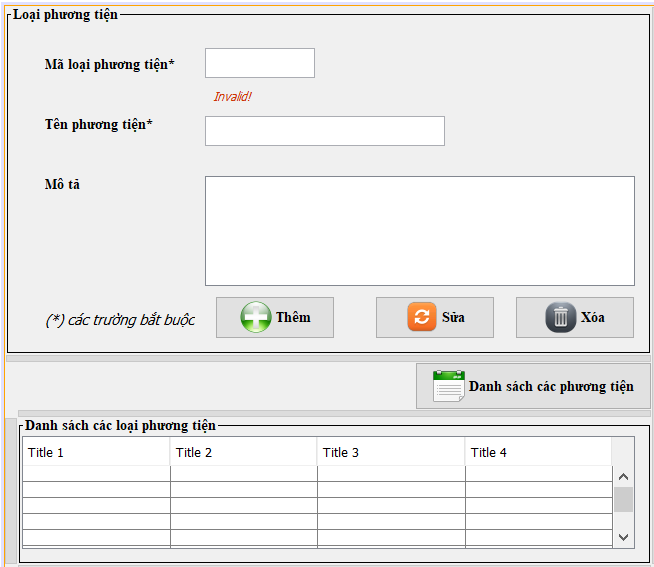 Loại phương tiện
Mã loại phương tiện*
Invalid!
Tên phương tiện*
Mô tả
(*) các trường bắt buộc
Thêm
Sửa
Xóa
Danh sách các phương tiện
Danh sách các loại phương tiện
Title 1 Title 2 Title 3 Title 4